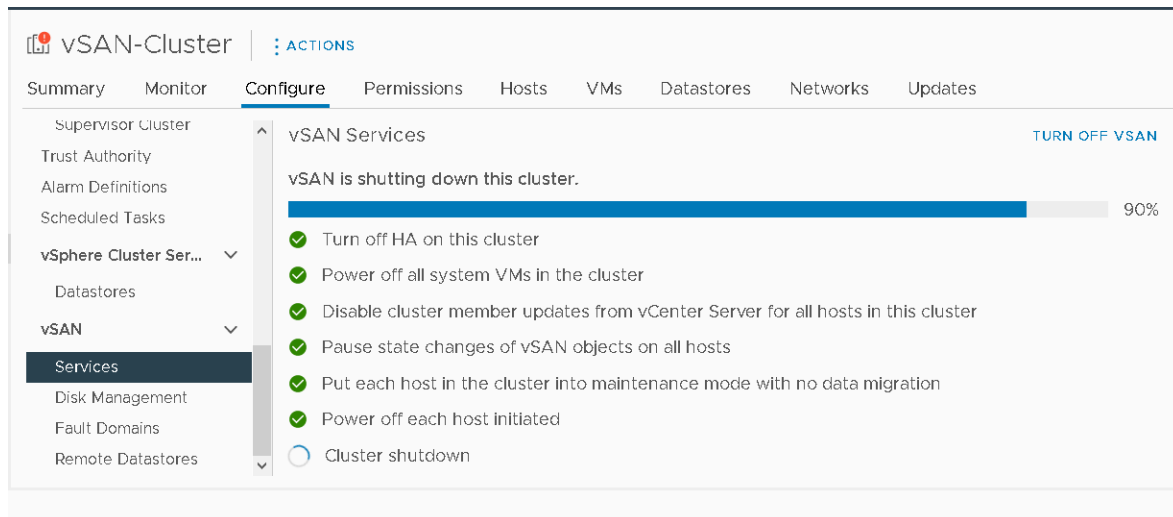 vSAN-Cluster
ACTIONS
Summary Monitor Configure Permissions Hosts VMs Datastores Networks Updates
Supervisor Cluster
Trust Authority
Alarm Definitions
Scheduled Tasks
vSphere Cluster Ser...
Datastores
vSAN
Services
Disk Management
Fault Domains
Remote Datastores
vSAN Services
TURN OFF VSAN
vSAN is shutting down this cluster.
90%
Turn off HA on this cluster
Power off all system VMs in the cluster
Disable cluster member updates from vCenter Server for all hosts in this cluster
Pause state changes of vSAN objects on all hosts
Put each host in the cluster into maintenance mode with no data migration
Power off each host initiated
Cluster shutdown